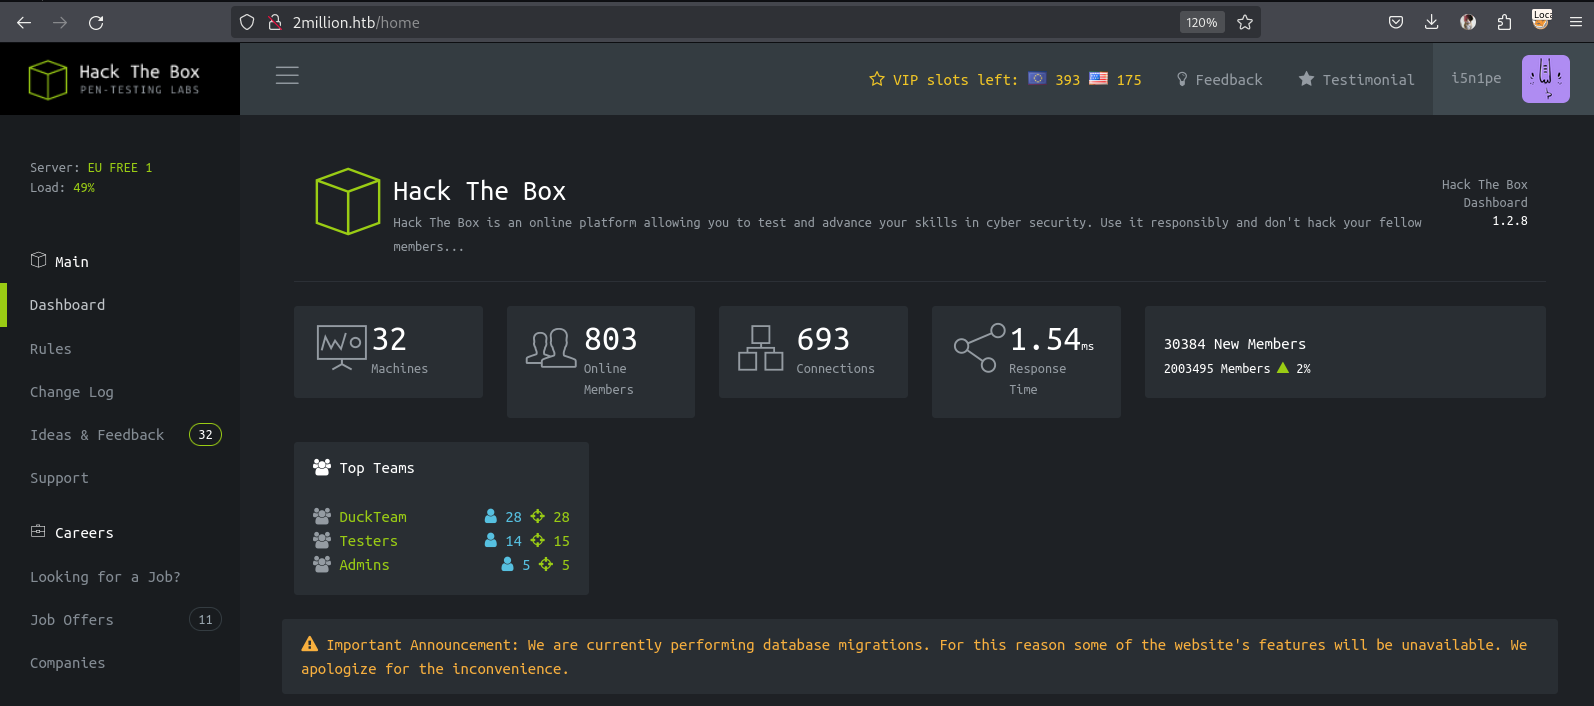 2million.htb/home
120%
Loca
Hack The Box
PEN-TESTING LABS
VIP slots left: 393 175
Feedback
Testimonial
i5n1pe
Server: EU FREE 1
Load: 49%
Main
Dashboard
Rules
Change Log
Ideas & Feedback 32
Support
Careers
Looking for a Job?
Job Offers 11
Companies
Hack The Box
Hack The Box is an online platform allowing you to test and advance your skills in cyber security. Use it responsibly and don't hack your fellow
members...
Hack The Box
Dashboard
1.2.8
32
Machines
803
Online
Members
693
Connections
1.54ms
Response
Time
30384 New Members
2003495 Members 2%
Top Teams
DuckTeam 28 28
Testers 14 15
Admins 5 5
Important Announcement: We are currently performing database migrations. For this reason some of the website's features will be unavailable. We
apologize for the inconvenience.